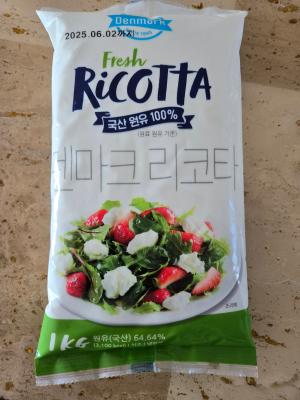 Denmark
2025.06.02까지
Fresh
RiCOTTA
국산 원유 100%
(원료 원유 기준)
덴마크 리코타
1KG 원유(국산) 64.64%